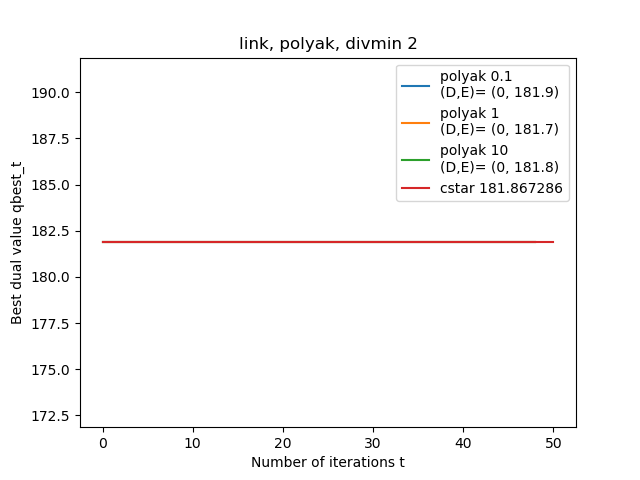 link, polyak, divmin 2
polyak 0.1
(D,E)= (0, 181.9)
polyak 1
(D,E)= (0, 181.7)
polyak 10
(D,E)= (0, 181.8)
cstar 181.867286
Best dual value qbest_t
190.0
187.5
185.0
182.5
180.0
177.5
175.0
172.5
0 10 20 30 40 50
Number of iterations t